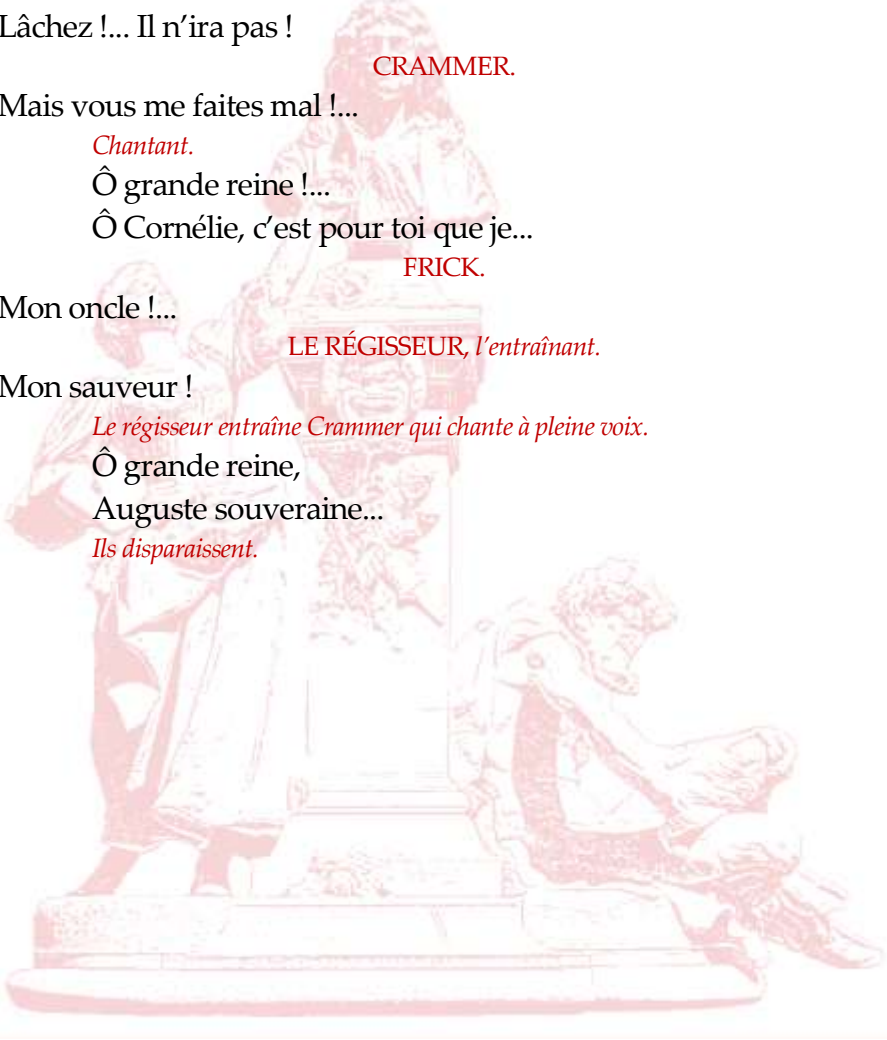 Lâchez !... Il n’ira pas !
CRAMMER.
Mais vous me faites mal !...
Chantant.
Ô grande reine !...
Ô Cornélie, c’est pour toi que je...
FRICK.
Mon oncle !...
LE RÉGISSEUR, l’entraînant.
Mon sauveur !
Le régisseur entraîne Crammer qui chante à pleine voix.
Ô grande reine,
Auguste souveraine...
Ils disparaissent.